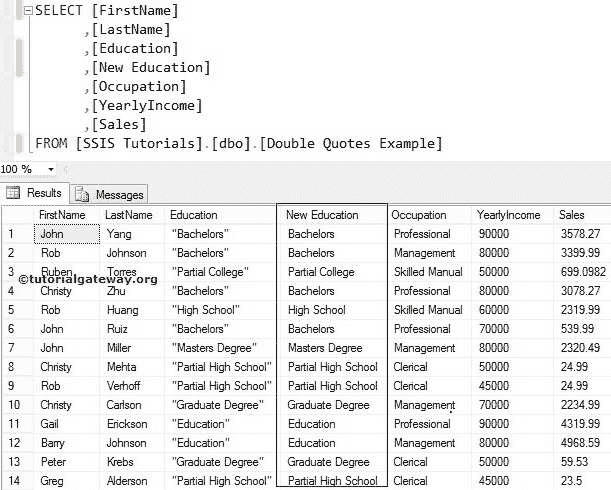 SELECT [FirstName]
,[LastName]
,[Education]
,[New Education]
,[Occupation]
,[YearlyIncome]
,[Sales]
FROM [SSIS Tutorials].[dbo].[Double Quotes Example]
100 %
Results Messages
FirstName LastName Education New Education Occupation YearlyIncome Sales
1 John Yang "Bachelors" Bachelors Professional 90000 3578.27
2 Rob Johnson "Bachelors" Bachelors Management 80000 3399.99
3 Ruben Torres "Partial College" Partial College Skilled Manual 50000 699.0982
©tutorialgateway.org
4 Christy Zhu "Bachelors" Bachelors Professional 80000 3078.27
5 Rob Huang "High School" High School Skilled Manual 60000 2319.99
6 John Ruiz "Bachelors" Bachelors Professional 70000 539.99
7 John Miller "Masters Degree" Masters Degree Management 80000 2320.49
8 Christy Mehta "Partial High School" Partial High School Clerical 50000 24.99
9 Rob Verhoff "Partial High School" Partial High School Clerical 45000 24.99
10 Christy Carlson "Graduate Degree" Graduate Degree Management 70000 2234.99
11 Gail Erickson "Education" Education Professional 90000 4319.99
12 Barry Johnson "Education" Education Management 80000 4968.59
13 Peter Krebs "Graduate Degree" Graduate Degree Clerical 50000 59.53
14 Greg Alderson "Partial High School" Partial High School Clerical 45000 23.5